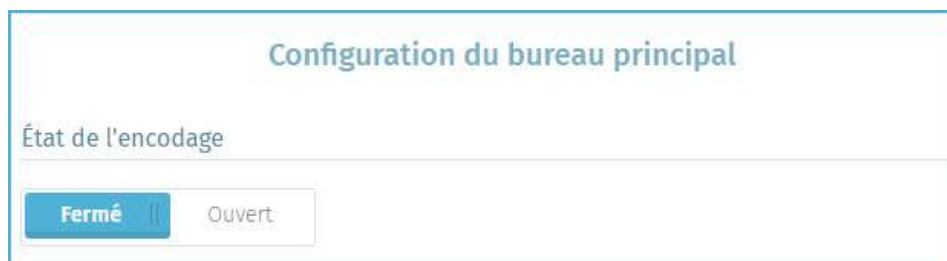 Configuration du bureau principal
État de l'encodage
Fermé Ouvert